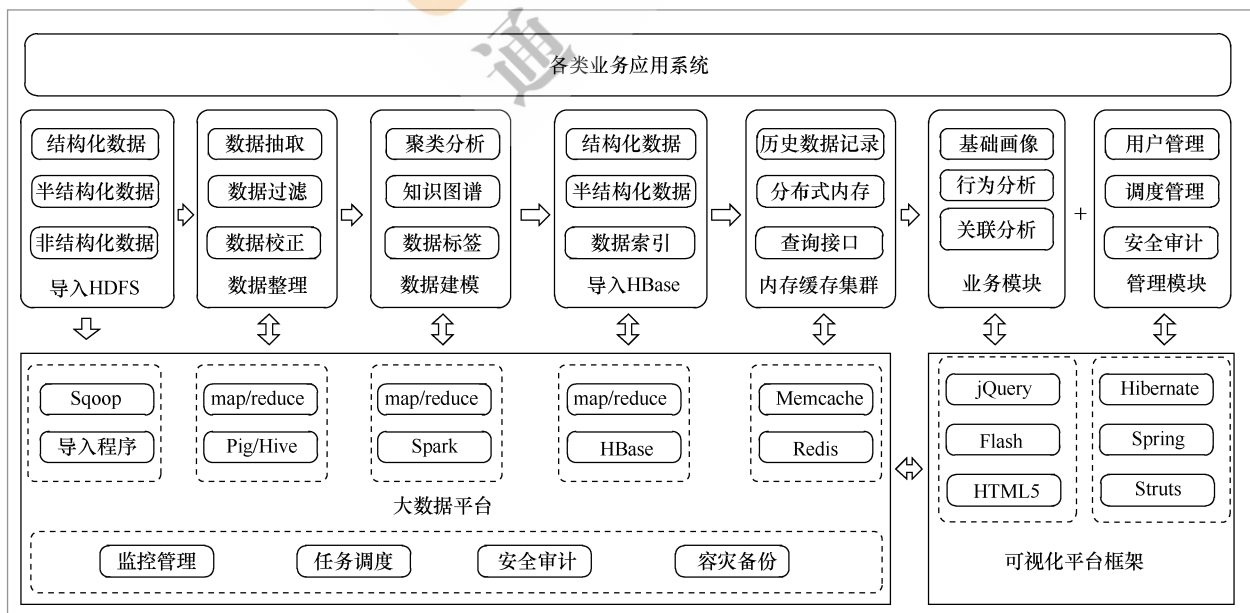 通
各类业务应用系统
结构化数据
半结构化数据
非结构化数据
导入HDFS
数据抽取
数据过滤
数据校正
数据整理
聚类分析
知识图谱
数据标签
数据建模
结构化数据
半结构化数据
数据索引
导入HBase
历史数据记录
分布式内存
查询接口
内存缓存集群
基础画像
行为分析
关联分析
业务模块
+
用户管理
调度管理
安全审计
管理模块
Sqoop
导入程序
map/reduce
Pig/Hive
map/reduce
Spark
map/reduce
HBase
Memcache
Redis
大数据平台
监控管理
任务调度
安全审计
容灾备份
jQuery
Flash
HTML5
Hibernate
Spring
Struts
可视化平台框架